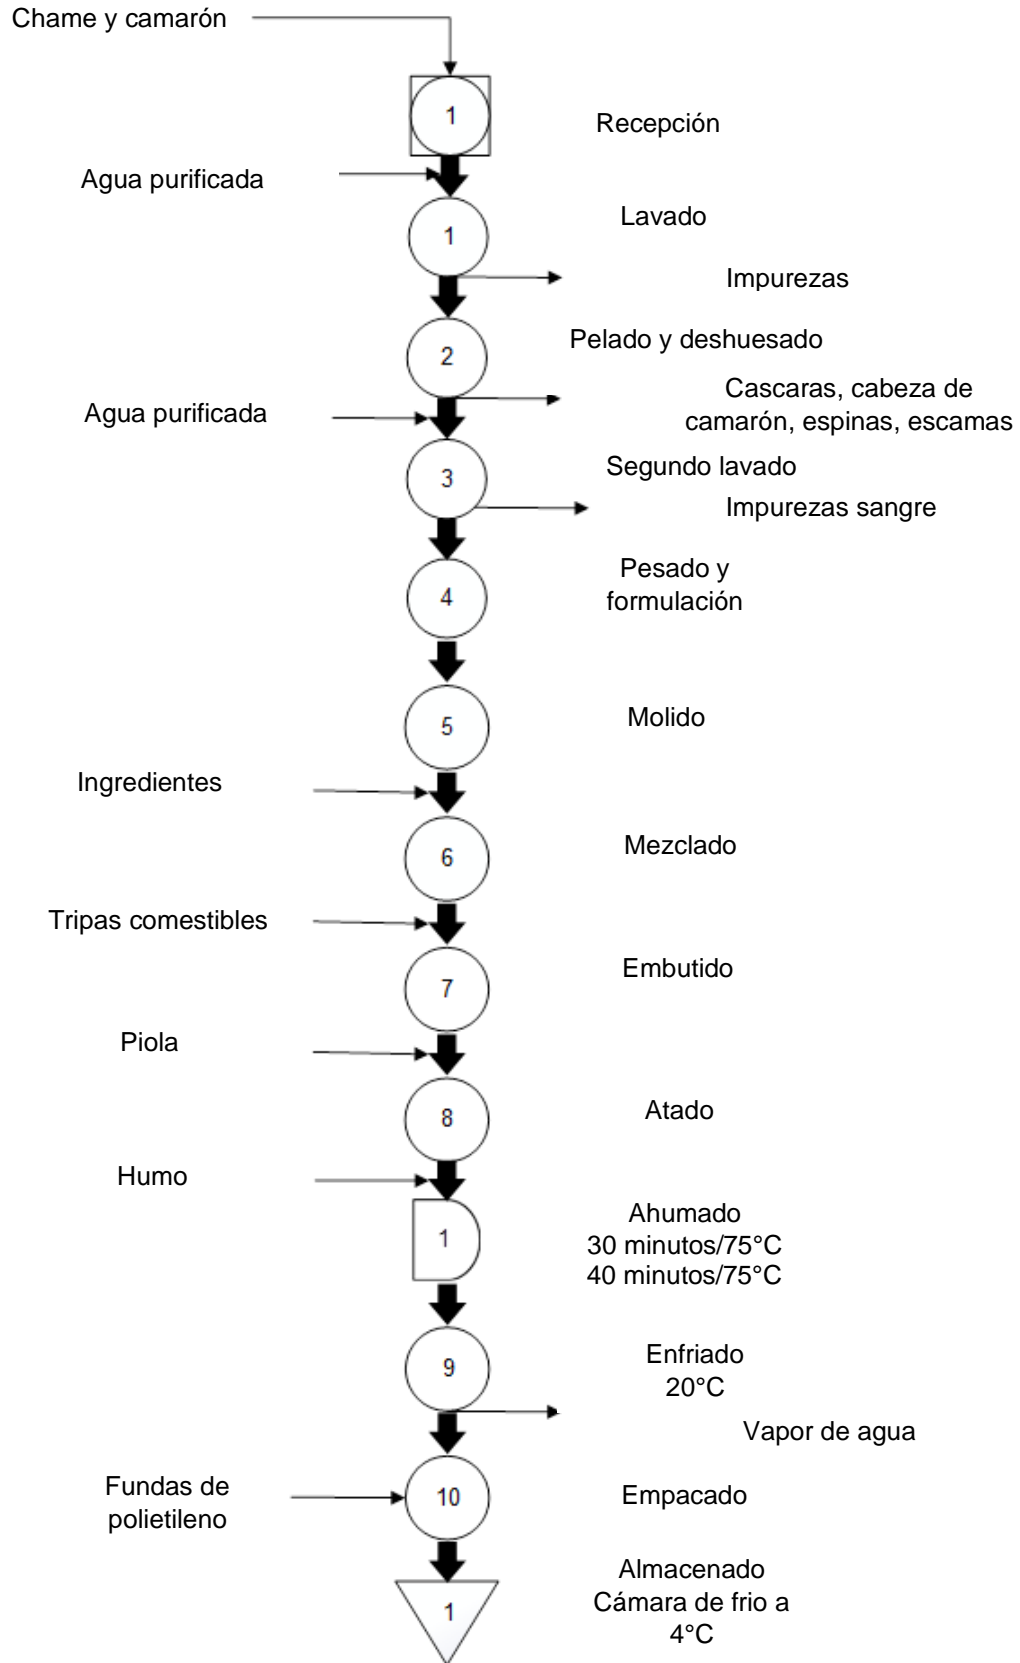 Chame y camarón
1
Recepción
Agua purificada
1
Lavado
Impurezas
2
Pelado y deshuesado
Cascaras, cabeza de
camarón, espinas, escamas
Agua purificada
3
Segundo lavado
Impurezas sangre
4
Pesado y
formulación
5
Molido
Ingredientes
6
Mezclado
Tripas comestibles
7
Embutido
Piola
8
Atado
Humo
1
Ahumado
30 minutos/75°C
40 minutos/75°C
9
Enfriado
20°C
Vapor de agua
Fundas de
polietileno
10
Empacado
1
Almacenado
Cámara de frio a
4°C